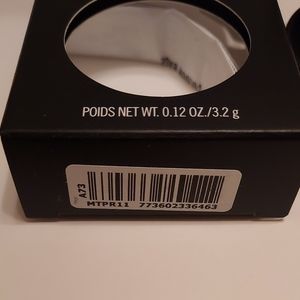 POIDS NET WT. 0.12 OZ./3.2 g
A73
MTPR11 773602336463